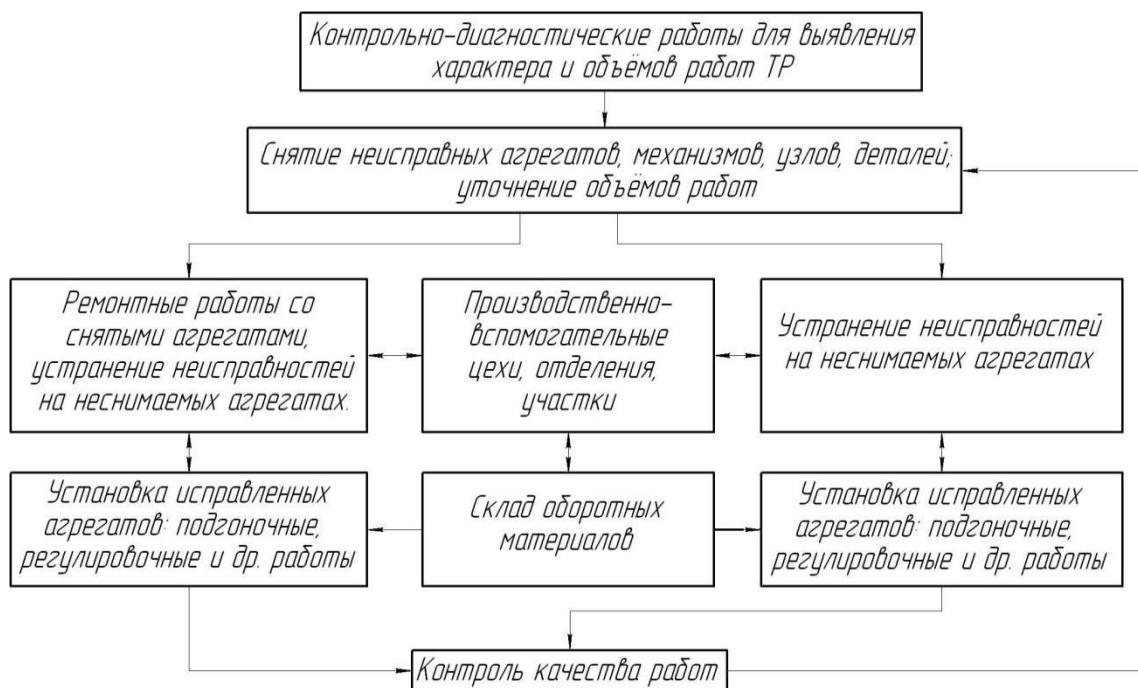 Контрольно-диагностические работы для выявления
характера и объёмов работ ТР
Снятие неисправных агрегатов, механизмов, узлов, деталей;
уточнение объёмов работ
Ремонтные работы со
снятыми агрегатами,
устранение неисправностей
на неснимаемых агрегатах.
Производственно-
вспомогательные
цехи, отделения,
участки
Устранение неисправностей
на неснимаемых агрегатах
Установка исправленных
агрегатов: подгоночные,
регулировочные и др. работы
Склад оборотных
материалов
Установка исправленных
агрегатов: подгоночные,
регулировочные и др. работы
Контроль качества работ